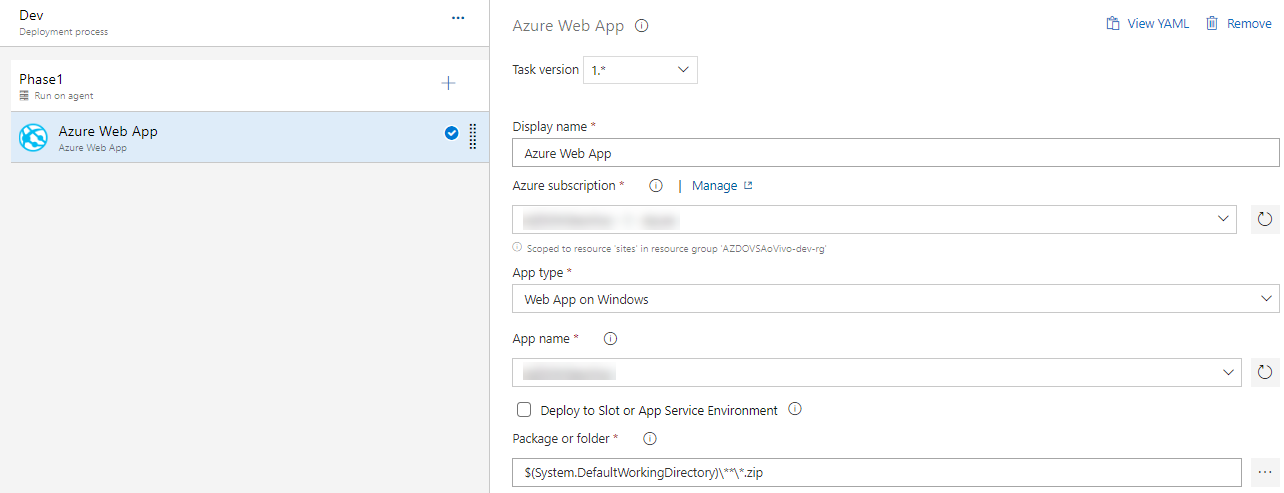 Dev
Deployment process
Phase1
Run on agent
Azure Web App
Azure Web App
Azure Web App
View YAML
Remove
Task version
1.*
Display name *
Azure Web App
Azure subscription *
| Manage
Scoped to resource 'sites' in resource group 'AZDOVSAoVivo-dev-rg'
App type *
Web App on Windows
App name *
Deploy to Slot or App Service Environment
Package or folder *
$(System.DefaultWorkingDirectory)\**\*.zip